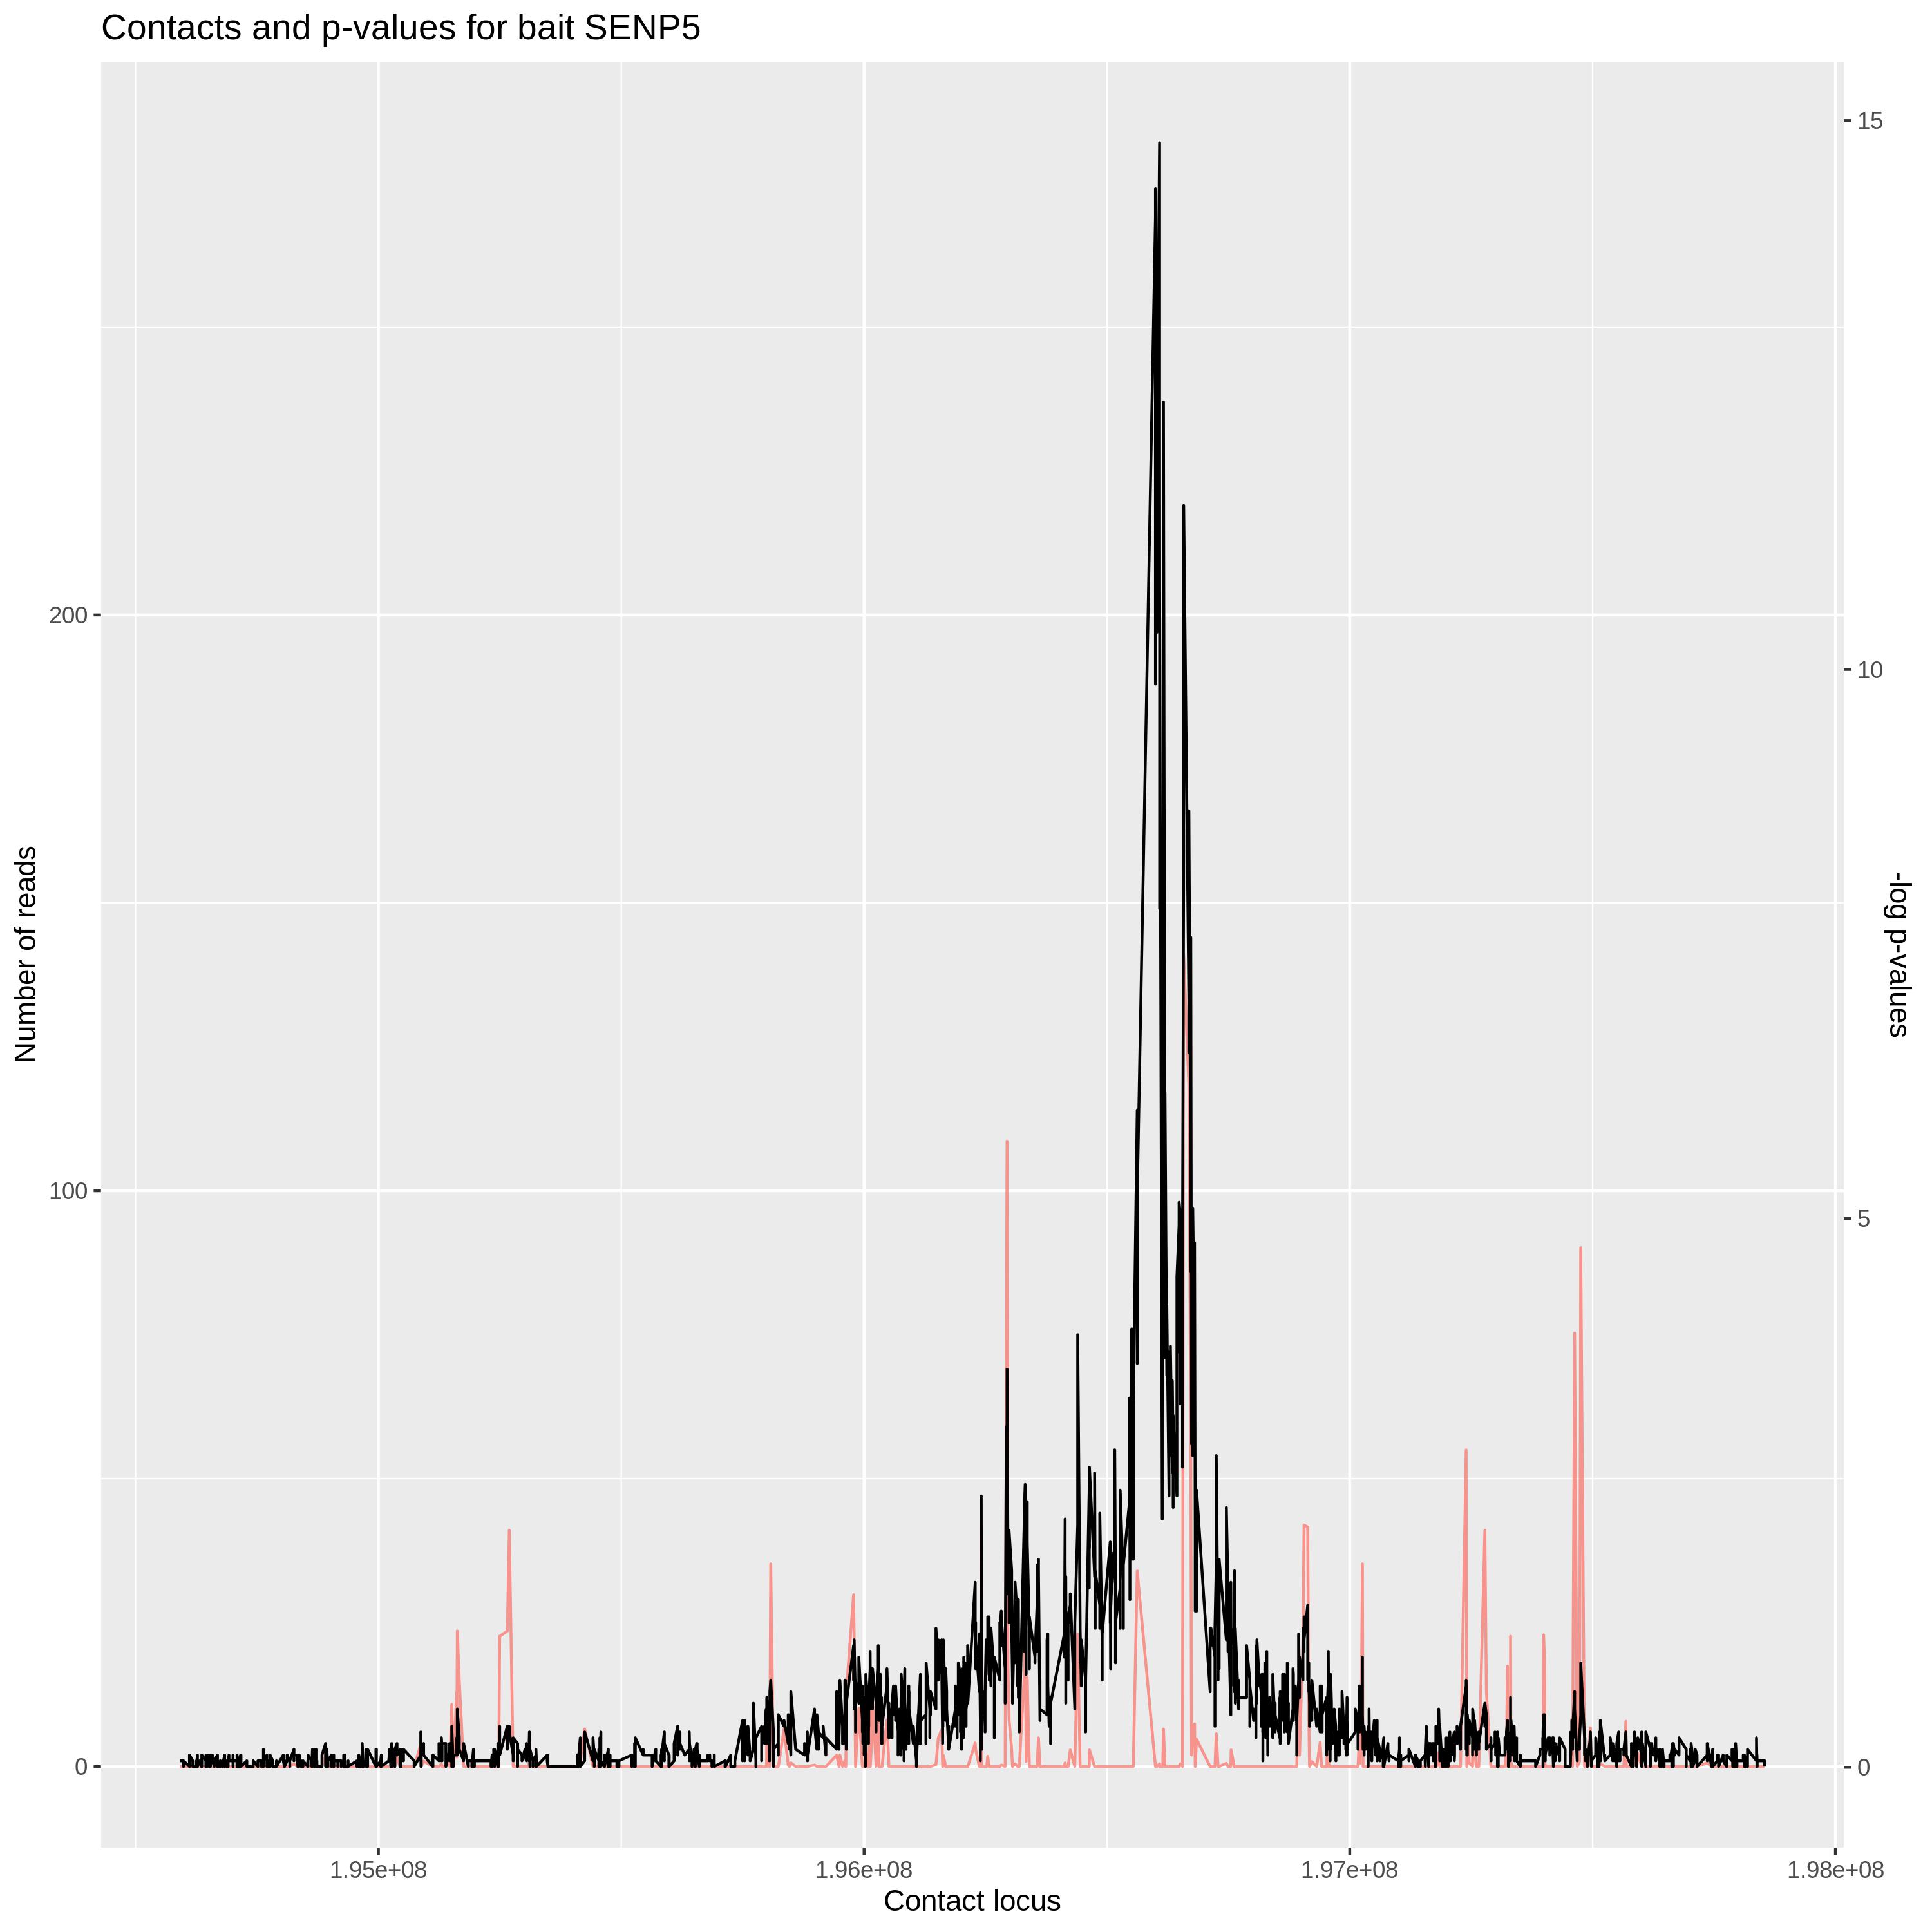 Contacts and p-values for bait SENP5
15
200
10
Number of reads
-log p-values
100
5
0
0
1.95e+08
1.96e+08
1.97e+08
1.98e+08
Contact locus